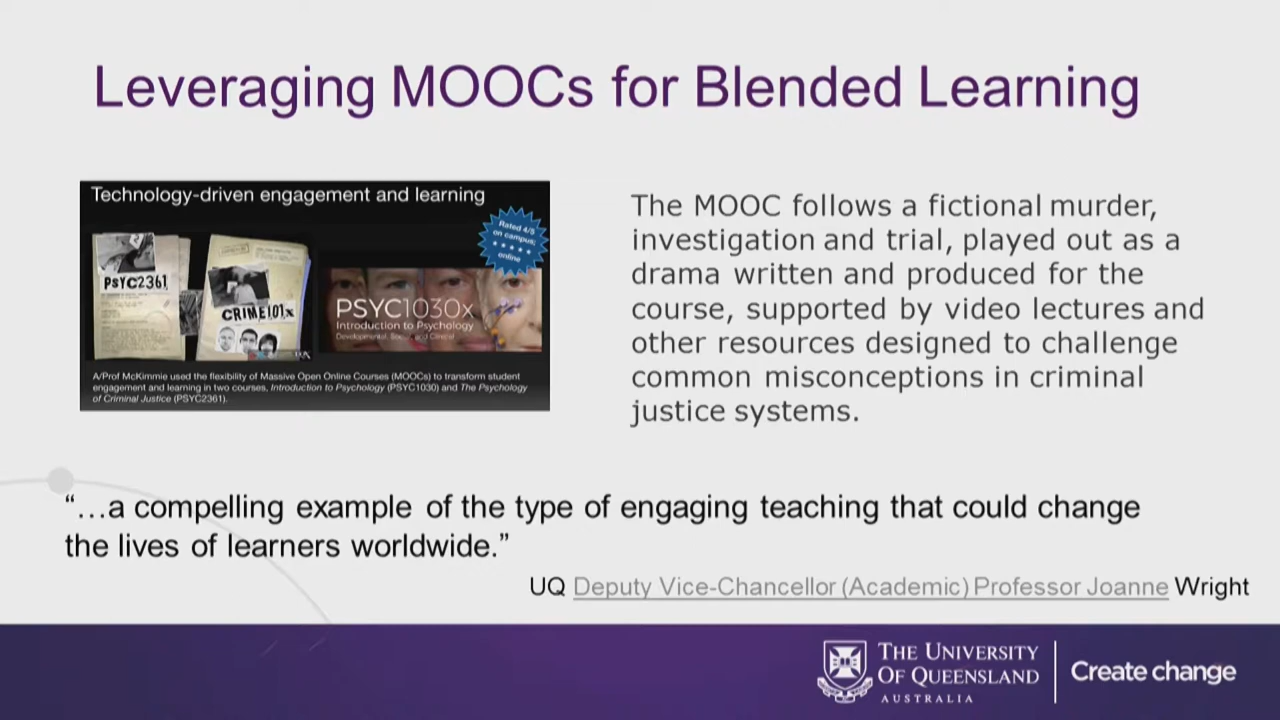 Leveraging MOOCs for Blended Learning
Technology-driven engagement and learning
Rated 4/5
on campus;
online
PSYC2361
CRIME101x
PSYC1030x
Introduction to Psychology
Developmental, Social, and Clinical
A/Prof McKimmie used the flexibility of Massive Open Online Courses (MOOCs) to transform student
engagement and learning in two courses, Introduction to Psychology (PSYC1030) and The Psychology
of Criminal Justice (PSYC2361).
The MOOC follows a fictional murder,
investigation and trial, played out as a
drama written and produced for the
course, supported by video lectures and
other resources designed to challenge
common misconceptions in criminal
justice systems.
“…a compelling example of the type of engaging teaching that could change
the lives of learners worldwide.”
UQ Deputy Vice-Chancellor (Academic) Professor Joanne Wright
THE UNIVERSITY
OF QUEENSLAND
AUSTRALIA
Create change